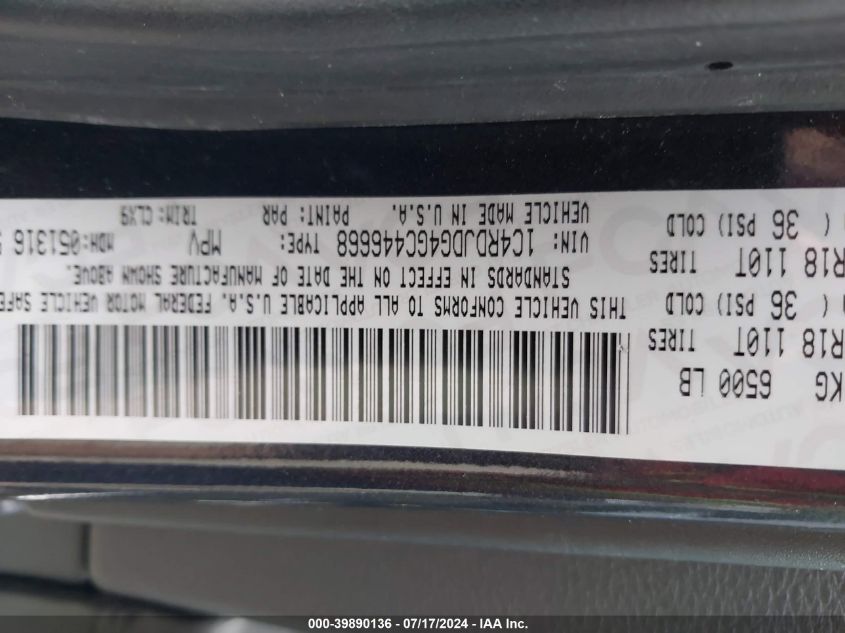 KG 6500 LB
R18 110T TIRES
( 36 PSI) COLD
R18 110T TIRES
( 36 PSI) COLD
THIS VEHICLE CONFORMS TO ALL APPLICABLE U.S.A. FEDERAL MOTOR VEHICLE SAFE
STANDARDS IN EFFECT ON THE DATE OF MANUFACTURE SHOWN ABOVE.
VIN: 1C4RDJDG4GC446668 TYPE: MPV MDH:051316
VEHICLE MADE IN U.S.A. PAINT: PAR TRIM:CLX9
000-39890136 - 07/17/2024 - IAA Inc.